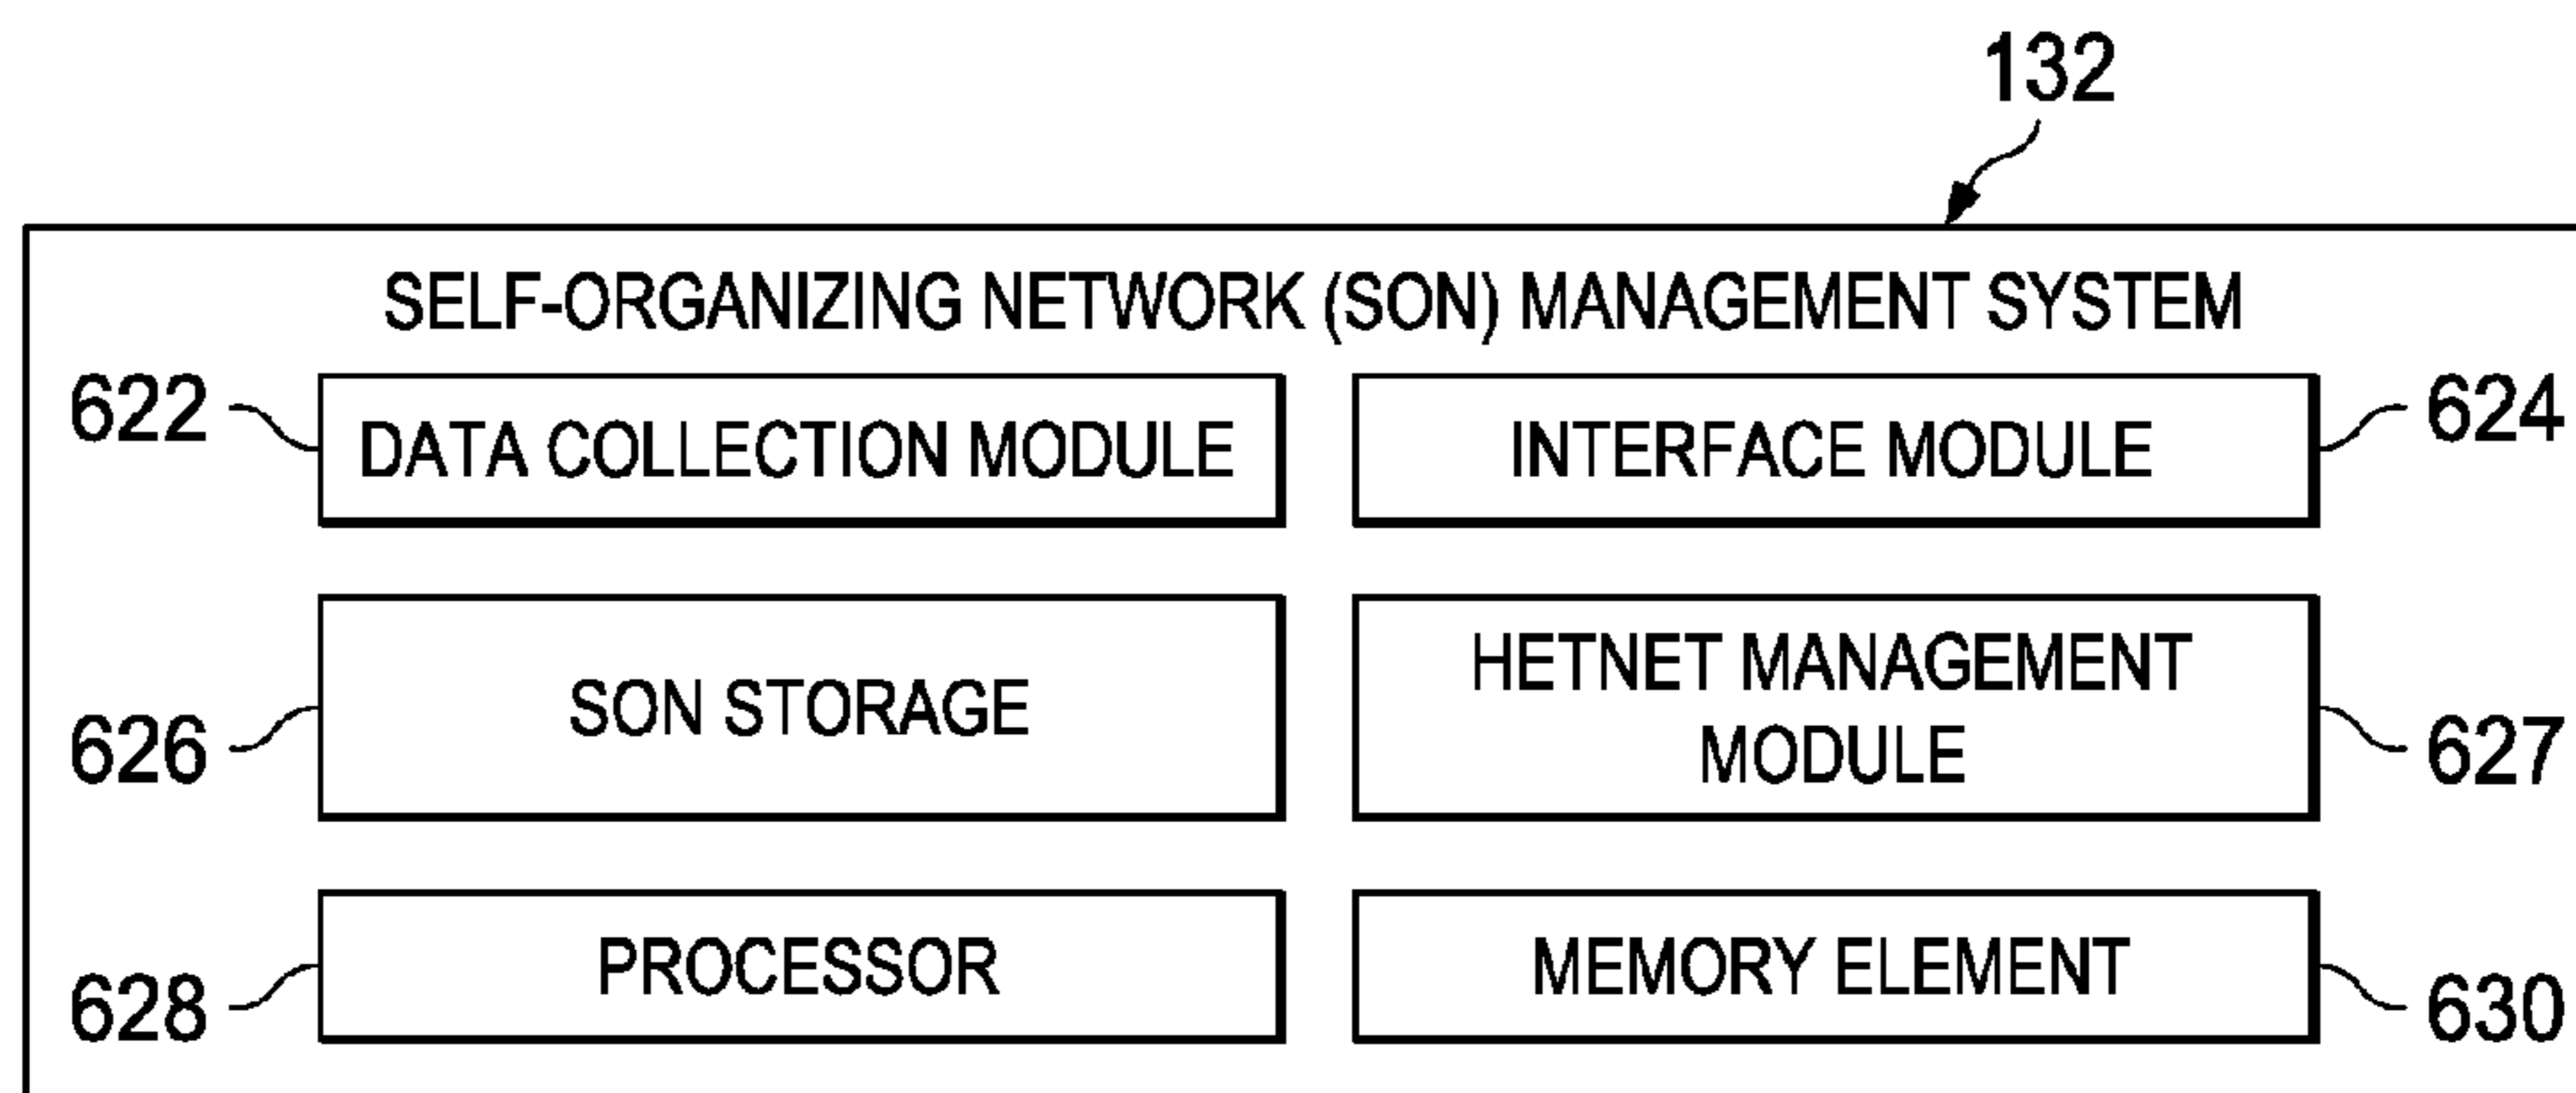 132
SELF-ORGANIZING NETWORK (SON) MANAGEMENT SYSTEM
622
DATA COLLECTION MODULE
INTERFACE MODULE
624
626
SON STORAGE
HETNET MANAGEMENT
MODULE
627
628
PROCESSOR
MEMORY ELEMENT
630